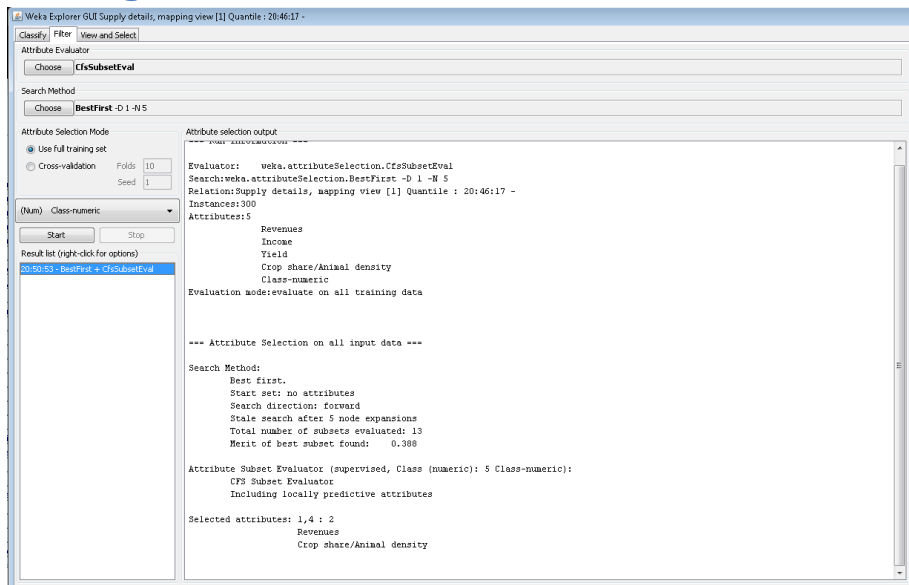 Weka Explorer GUI Supply details, mapping view [1] Quantile : 20:46:17 -
Classify Filter View and Select
Attribute Evaluator
Choose CfsSubsetEval
Search Method
Choose BestFirst -D 1 -N 5
Attribute Selection Mode
Use full training set
Cross-validation Folds 10
Seed 1
(Num) Class-numeric
Start Stop
Result list (right-click for options)
20:50:53 - BestFirst + CfsSubsetEval
Attribute selection output
=== Run information ===
Evaluator: weka.attributeSelection.CfsSubsetEval
Search:weka.attributeSelection.BestFirst -D 1 -N 5
Relation:Supply details, mapping view [1] Quantile : 20:46:17 -
Instances:300
Attributes:5
Revenues
Income
Yield
Crop share/Animal density
Class-numeric
Evaluation mode:evaluate on all training data
=== Attribute Selection on all input data ===
Search Method:
Best first.
Start set: no attributes
Search direction: forward
Stale search after 5 node expansions
Total number of subsets evaluated: 13
Merit of best subset found: 0.388
Attribute Subset Evaluator (supervised, Class (numeric): 5 Class-numeric):
CFS Subset Evaluator
Including locally predictive attributes
Selected attributes: 1,4 : 2
Revenues
Crop share/Animal density